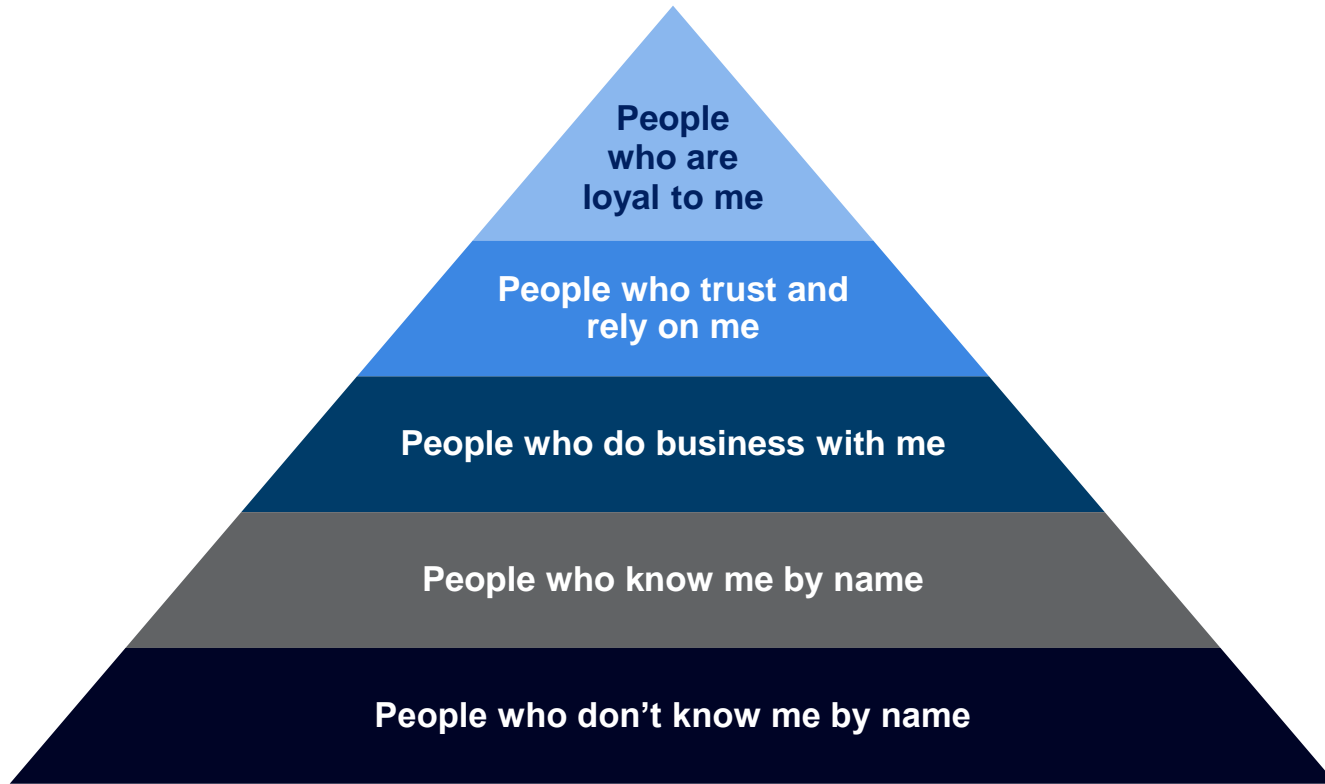 People
who are
loyal to me
People who trust and
rely on me
People who do business with me
People who know me by name
People who don’t know me by name